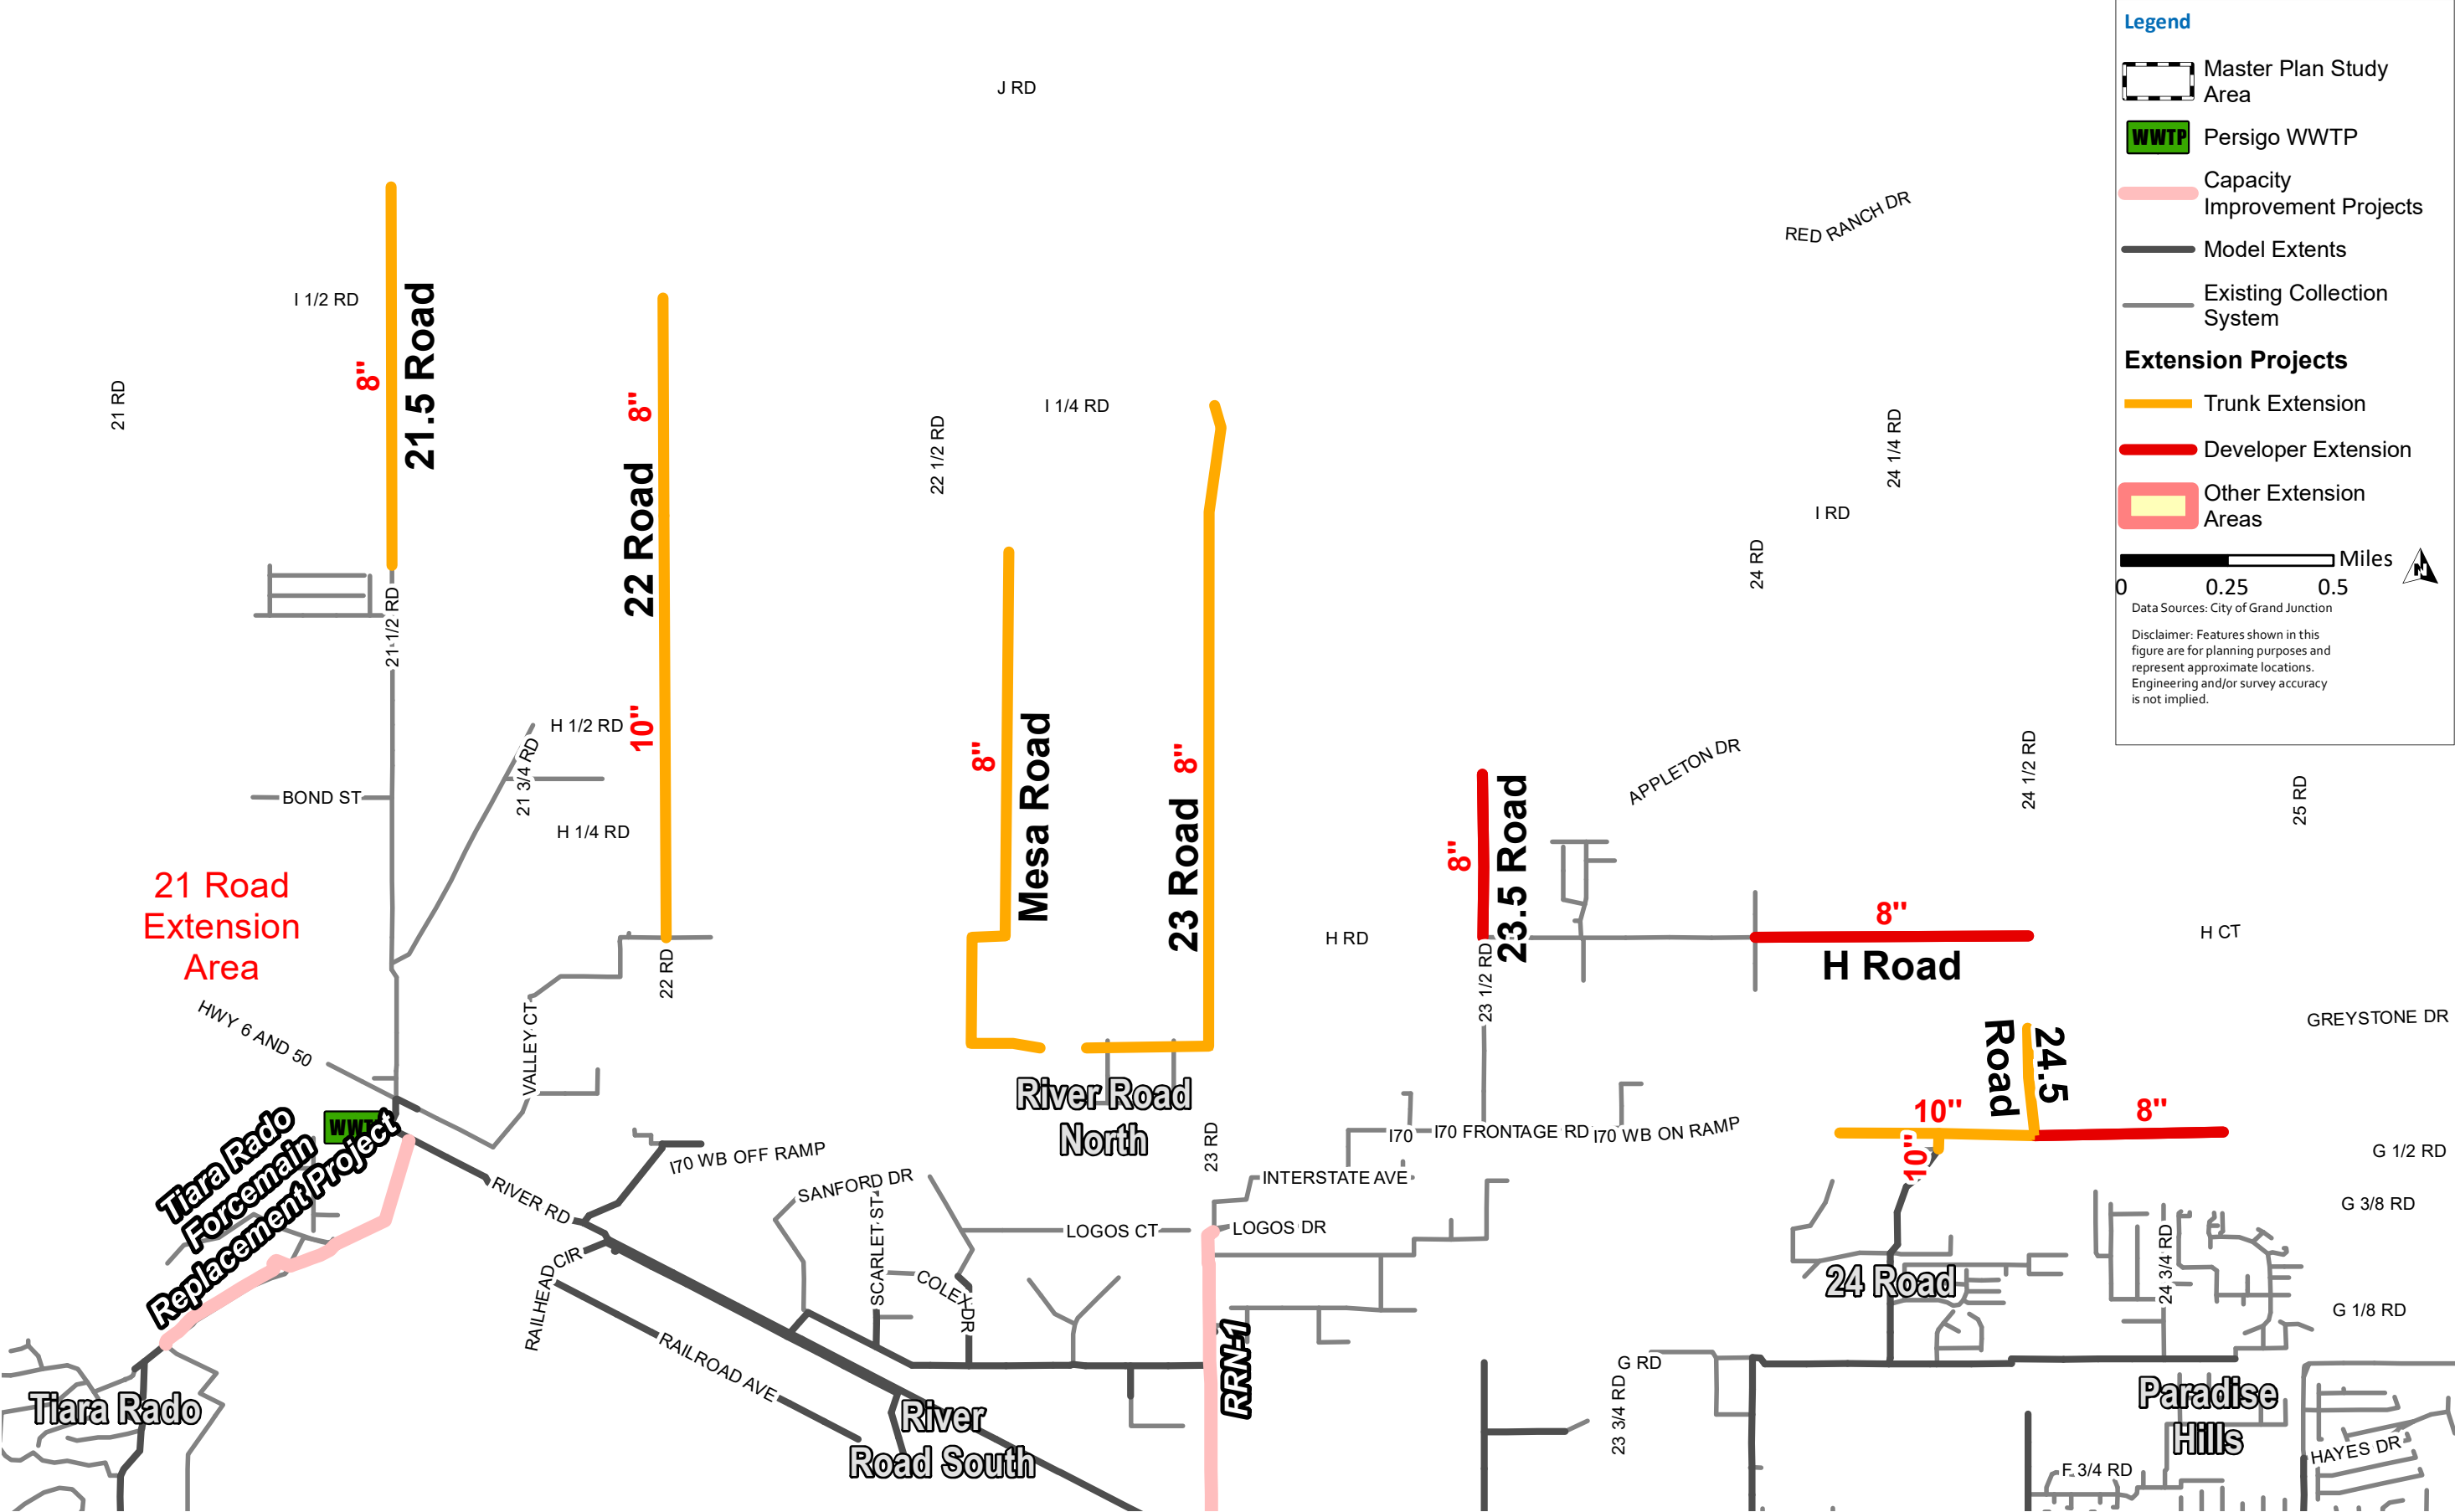 J RD
RED RANCH DR
I 1/2 RD
21.5 Road
8"
21 RD
8"
22 Road
10"
22 1/2 RD
I 1/4 RD
24 1/4 RD
I RD
24 RD
21 1/2 RD
H 1/2 RD
21 3/4 RD
BOND ST
H 1/4 RD
8"
Mesa Road
8"
23 Road
8"
23.5 Road
APPLETON DR
24 1/2 RD
25 RD
21 Road
Extension
Area
22 RD
H RD
23 1/2 RD
8"
H Road
H CT
HWY 6 AND 50
VALLEY CT
GREYSTONE DR
24.5
Road
10"
8"
10"
G 1/2 RD
River Road
North
23 RD
I70
I70 FRONTAGE RD
I70 WB ON RAMP
WWT
Tiara Rado
Forcemain
Replacement Project
I70 WB OFF RAMP
RIVER RD
SANFORD DR
INTERSTATE AVE
SCARLET ST
LOGOS CT
LOGOS DR
G 3/8 RD
24 3/4 RD
RAILHEAD CIR
COLEX DR
24 Road
G 1/8 RD
RAILROAD AVE
RRN-1
G RD
23 3/4 RD
Tiara Rado
River
Road South
Paradise
Hills
HAYES DR
F 3/4 RD
Legend
Master Plan Study
Area
WWTP
Persigo WWTP
Capacity
Improvement Projects
Model Extents
Existing Collection
System
Extension Projects
Trunk Extension
Developer Extension
Other Extension
Areas
Miles
0 0.25 0.5
N
Data Sources: City of Grand Junction
Disclaimer: Features shown in this
figure are for planning purposes and
represent approximate locations.
Engineering and/or survey accuracy
is not implied.